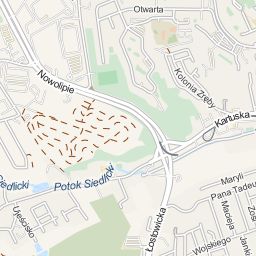 Otwarta
Nowolipie
Kolonia Zręby
Kartuska
Siedlicki
Potok Siedlicki
Maryli
Pana Tadeu
Macieja
Zosi
Ujeścisko
Łostowicka
Wojskiego
Janki